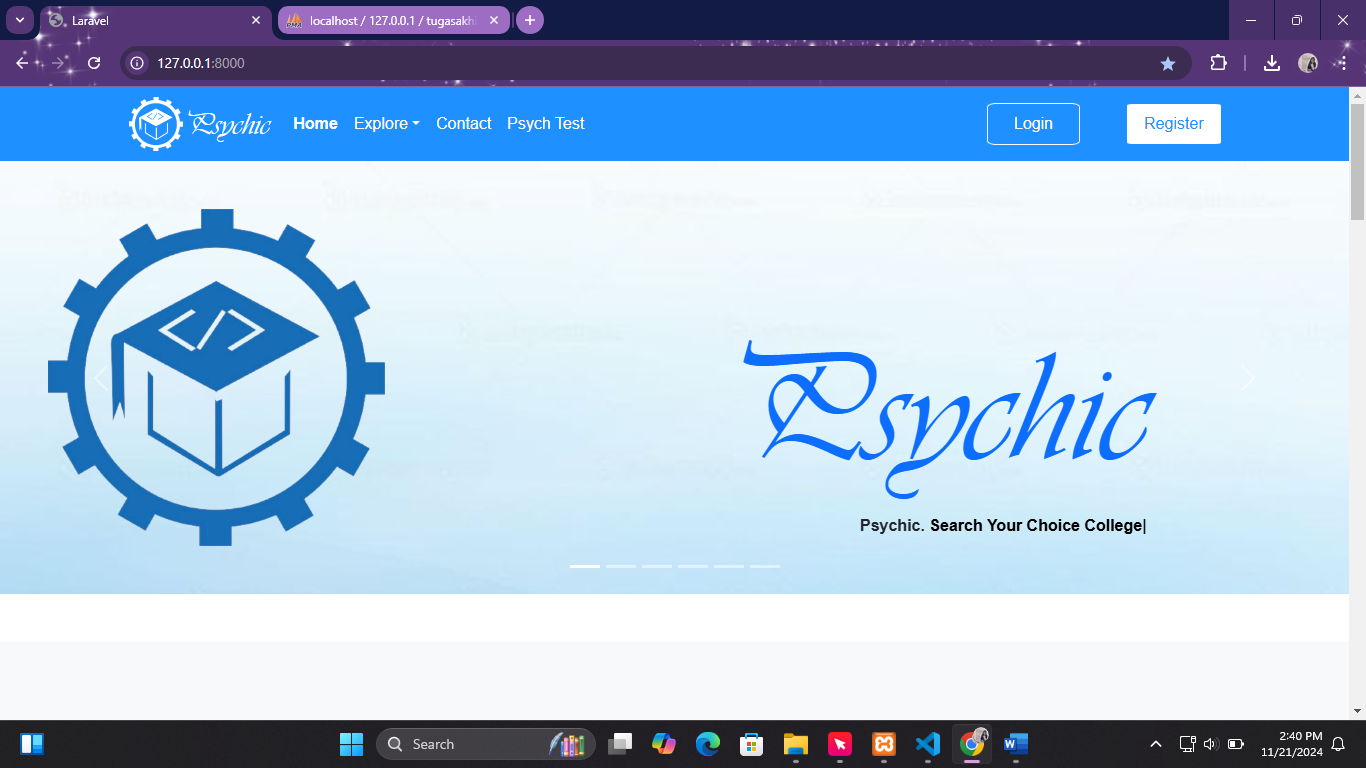 Laravel
localhost / 127.0.0.1 / tugasakh
127.0.0.1:8000
Psychic
Home
Explore
Contact
Psych Test
Login
Register
</>
Psychic
Psychic. Search Your Choice College|
Search
2:40 PM
11/21/2024